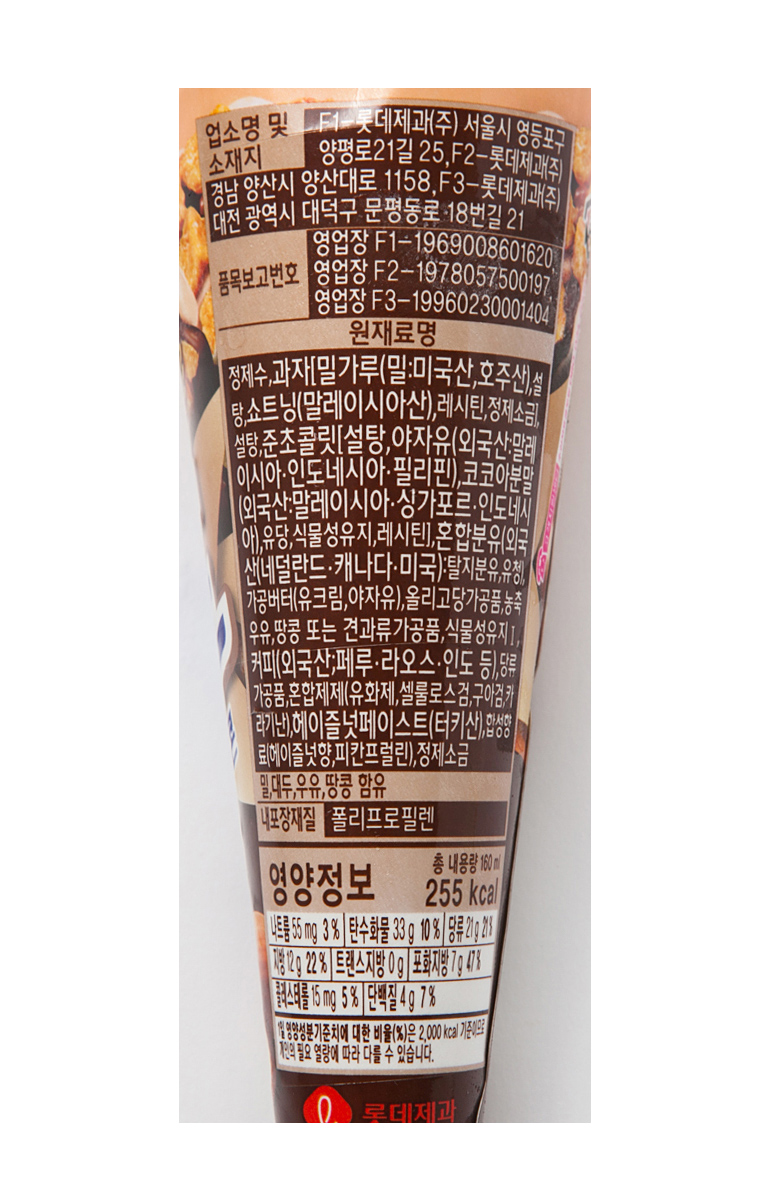 업소명 및 소재지
F1-롯데제과(주) 서울시 영등포구
양평로21길 25,F2-롯데제과(주)
경남 양산시 양산대로 1158,F3-롯데제과(주)
대전 광역시 대덕구 문평동로 18번길 21
품목보고번호
영업장 F1-1969008601620
영업장 F2-1978057500197,
영업장 F3-19960230001404
원재료명
정제수,과자[밀가루(밀:미국산,호주산),설
탕,쇼트닝(말레이시아산),레시틴,정제소금],
설탕,준초콜릿[설탕,야자유(외국산:말레
이시아·인도네시아·필리핀),코코아분말
(외국산:말레이시아·싱가포르·인도네시
아),유당,식물성유지,레시틴],혼합분유(외국
산(네덜란드·캐나다·미국):탈지분유,유청),
가공버터(유크림,야자유),올리고당가공품,농축
우유,땅콩 또는 견과류가공품,식물성유지Ⅰ,
커피(외국산;페루·라오스·인도 등),당류
가공품,혼합제제(유화제,셀룰로스검,구아검,카
라기난),헤이즐넛페이스트(터키산),합성향
료(헤이즐넛향,피칸프럴린),정제소금
밀,대두,우유,땅콩 함유
내포장재질 폴리프로필렌
영양정보
총 내용량 160 ml
255 kcal
나트륨 55 mg 3% 탄수화물 33 g 10% 당류 21 g 21%
지방 12 g 22% 트랜스지방 0 g 포화지방 7 g 47%
콜레스테롤 15 mg 5% 단백질 4 g 7%
1일 영양성분기준치에 대한 비율(%)은 2,000 kcal 기준이므로
개인의 필요 열량에 따라 다를 수 있습니다.
롯데제과